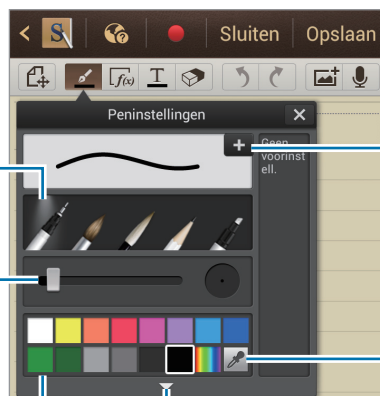 Sluiten Opslaan
f(x) T
Peninstellingen
Geen
voorinst
ell.